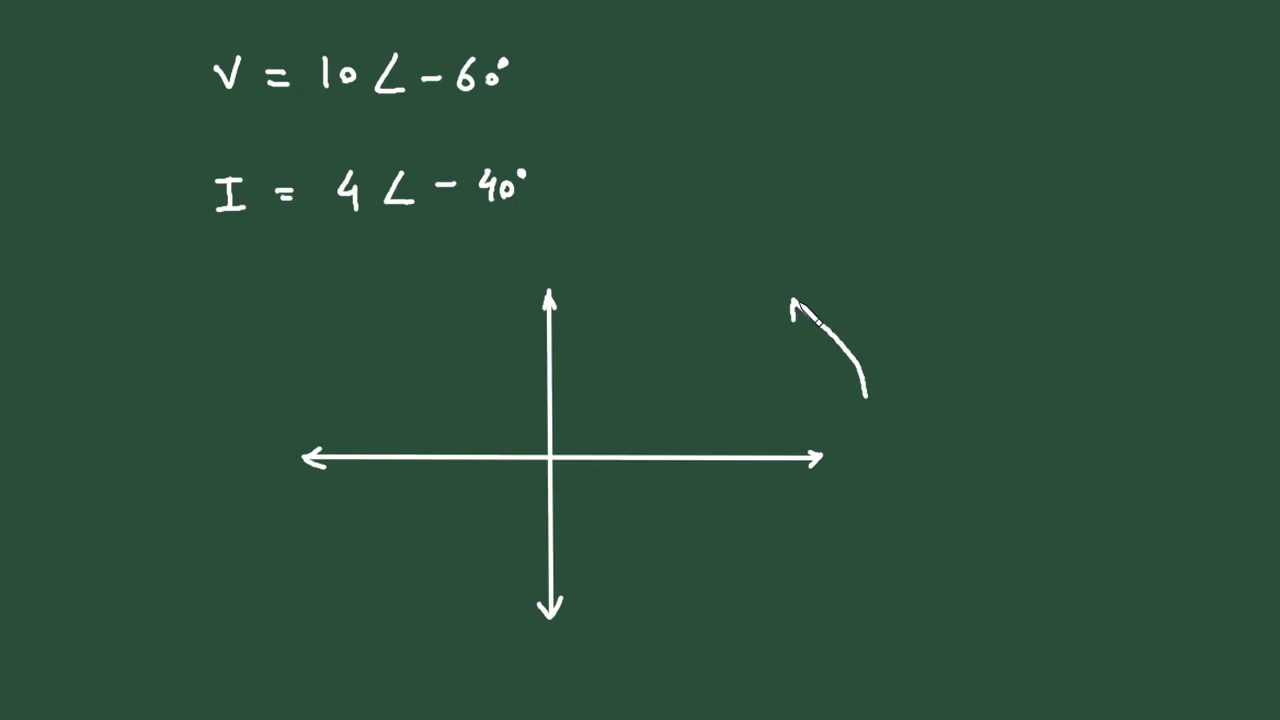 V = 10 ∠ - 60°
I = 4 ∠ - 40°